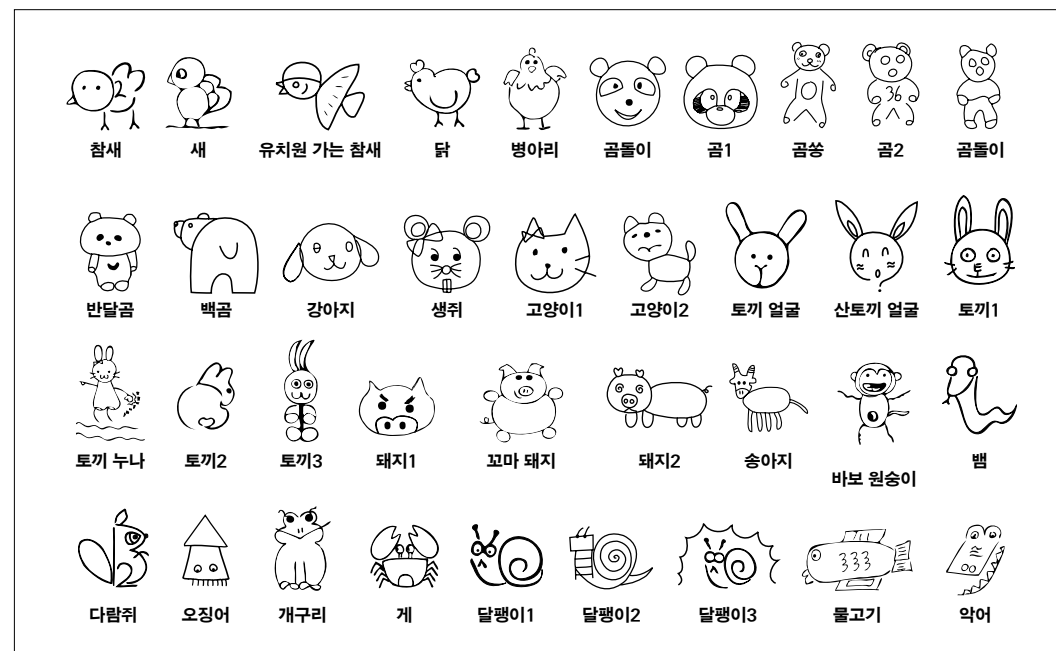 참새 새 유치원 가는 참새 닭 병아리 곰돌이 곰1 곰쏭 곰2 곰돌이
반달곰 백곰 강아지 생쥐 고양이1 고양이2 토끼 얼굴 산토끼 얼굴 토끼1
토끼 누나 토끼2 토끼3 돼지1 꼬마 돼지 돼지2 송아지 바보 원숭이 뱀
다람쥐 오징어 개구리 게 달팽이1 달팽이2 달팽이3 물고기 악어